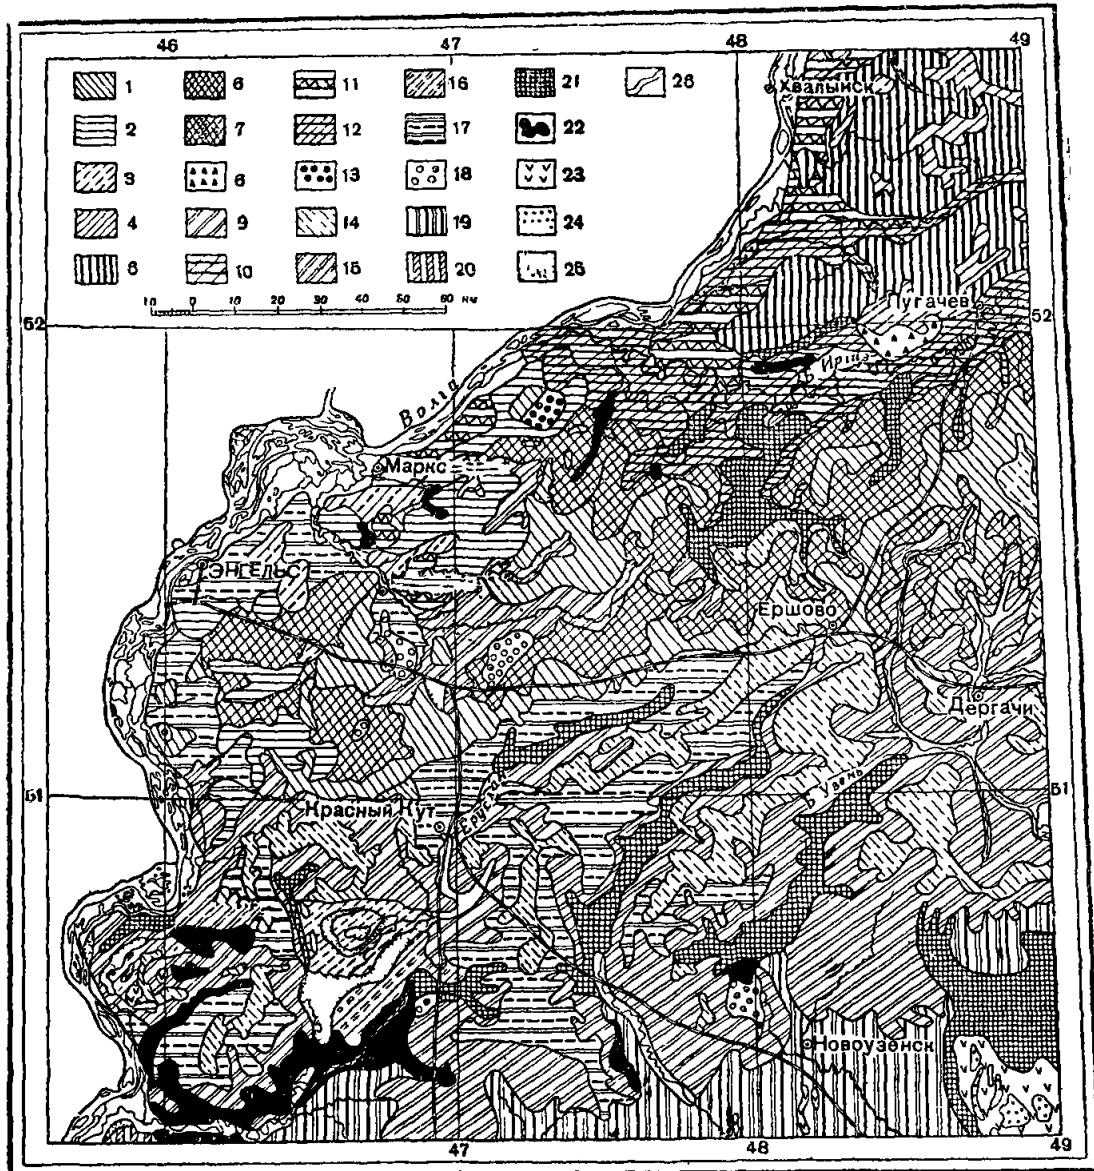 46 47 48 49
1 6 11 16 21 26
2 7 12 17 22
3 8 13 18 23
4 9 14 19 24
5 10 15 20 25
10 0 10 20 30 40 50 60 км
Хвалынск
Пугачев
52 52
Иргиз
Волга
Маркс
ЭНГЕЛЬС
Ершово
Дергачи
51 51
Красный Кут
Еруслан
Б Узень
Новоузенск
47 48 49